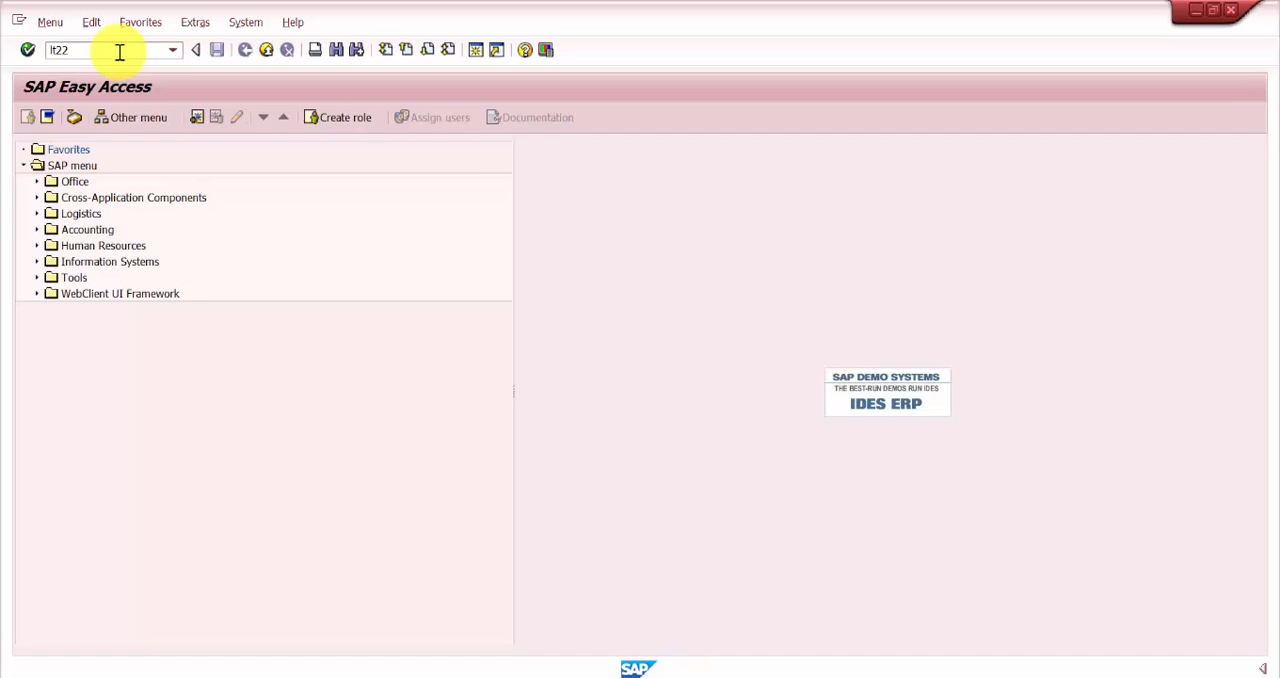 Menu Edit Favorites Extras System Help
lt22
SAP Easy Access
Other menu Create role Assign users Documentation
Favorites
SAP menu
Office
Cross-Application Components
Logistics
Accounting
Human Resources
Information Systems
Tools
WebClient UI Framework
SAP DEMO SYSTEMS
THE BEST-RUN DEMOS RUN IDES
IDES ERP
SAP